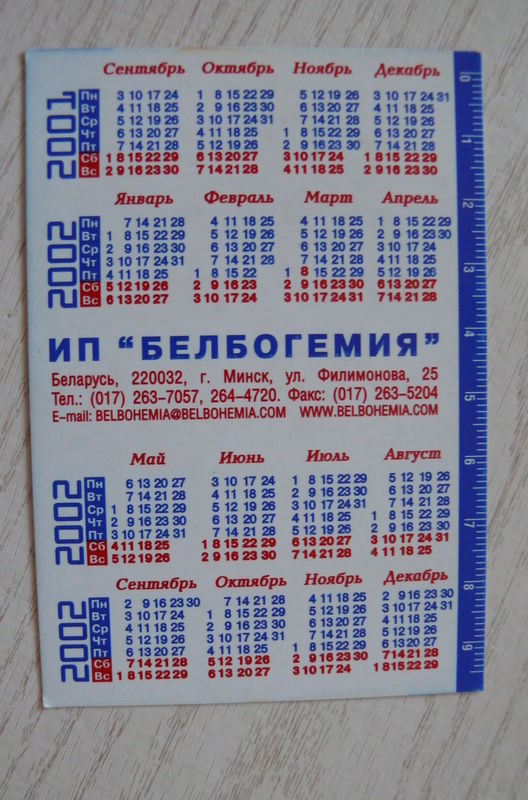 Сентябрь Октябрь Ноябрь Декабрь
2001
Пн 3 10 17 24 1 8 15 22 29 5 12 19 26 3 10 17 24 31
Вт 4 11 18 25 2 9 16 23 30 6 13 20 27 4 11 18 25
Ср 5 12 19 26 3 10 17 24 31 7 14 21 28 5 12 19 26
Чт 6 13 20 27 4 11 18 25 1 8 15 22 29 6 13 20 27
Пт 7 14 21 28 5 12 19 26 2 9 16 23 30 7 14 21 28
Сб 1 8 15 22 29 6 13 20 27 3 10 17 24 1 8 15 22 29
Вс 2 9 16 23 30 7 14 21 28 4 11 18 25 2 9 16 23 30
Январь Февраль Март Апрель
2002
Пн 7 14 21 28 4 11 18 25 4 11 18 25 1 8 15 22 29
Вт 1 8 15 22 29 5 12 19 26 5 12 19 26 2 9 16 23 30
Ср 2 9 16 23 30 6 13 20 27 6 13 20 27 3 10 17 24
Чт 3 10 17 24 31 7 14 21 28 7 14 21 28 4 11 18 25
Пт 4 11 18 25 1 8 15 22 1 8 15 22 29 5 12 19 26
Сб 5 12 19 26 2 9 16 23 2 9 16 23 30 6 13 20 27
Вс 6 13 20 27 3 10 17 24 3 10 17 24 31 7 14 21 28
ИП “БЕЛБОГЕМИЯ”
Беларусь, 220032, г. Минск, ул. Филимонова, 25
Тел.: (017) 263-7057, 264-4720. Факс: (017) 263-5204
E-mail: BELBOHEMIA@BELBOHEMIA.COM WWW.BELBOHEMIA.COM
Май Июнь Июль Август
2002
Пн 6 13 20 27 3 10 17 24 1 8 15 22 29 5 12 19 26
Вт 7 14 21 28 4 11 18 25 2 9 16 23 30 6 13 20 27
Ср 1 8 15 22 29 5 12 19 26 3 10 17 24 31 7 14 21 28
Чт 2 9 16 23 30 6 13 20 27 4 11 18 25 1 8 15 22 29
Пт 3 10 17 24 31 7 14 21 28 5 12 19 26 2 9 16 23 30
Сб 4 11 18 25 1 8 15 22 29 6 13 20 27 3 10 17 24 31
Вс 5 12 19 26 2 9 16 23 30 7 14 21 28 4 11 18 25
Сентябрь Октябрь Ноябрь Декабрь
2002
Пн 2 9 16 23 30 7 14 21 28 4 11 18 25 2 9 16 23 30
Вт 3 10 17 24 1 8 15 22 29 5 12 19 26 3 10 17 24 31
Ср 4 11 18 25 2 9 16 23 30 6 13 20 27 4 11 18 25
Чт 5 12 19 26 3 10 17 24 31 7 14 21 28 5 12 19 26
Пт 6 13 20 27 4 11 18 25 1 8 15 22 29 6 13 20 27
Сб 7 14 21 28 5 12 19 26 2 9 16 23 30 7 14 21 28
Вс 1 8 15 22 29 6 13 20 27 3 10 17 24 1 8 15 22 29
0
1
2
3
4
5
6
7
8
9